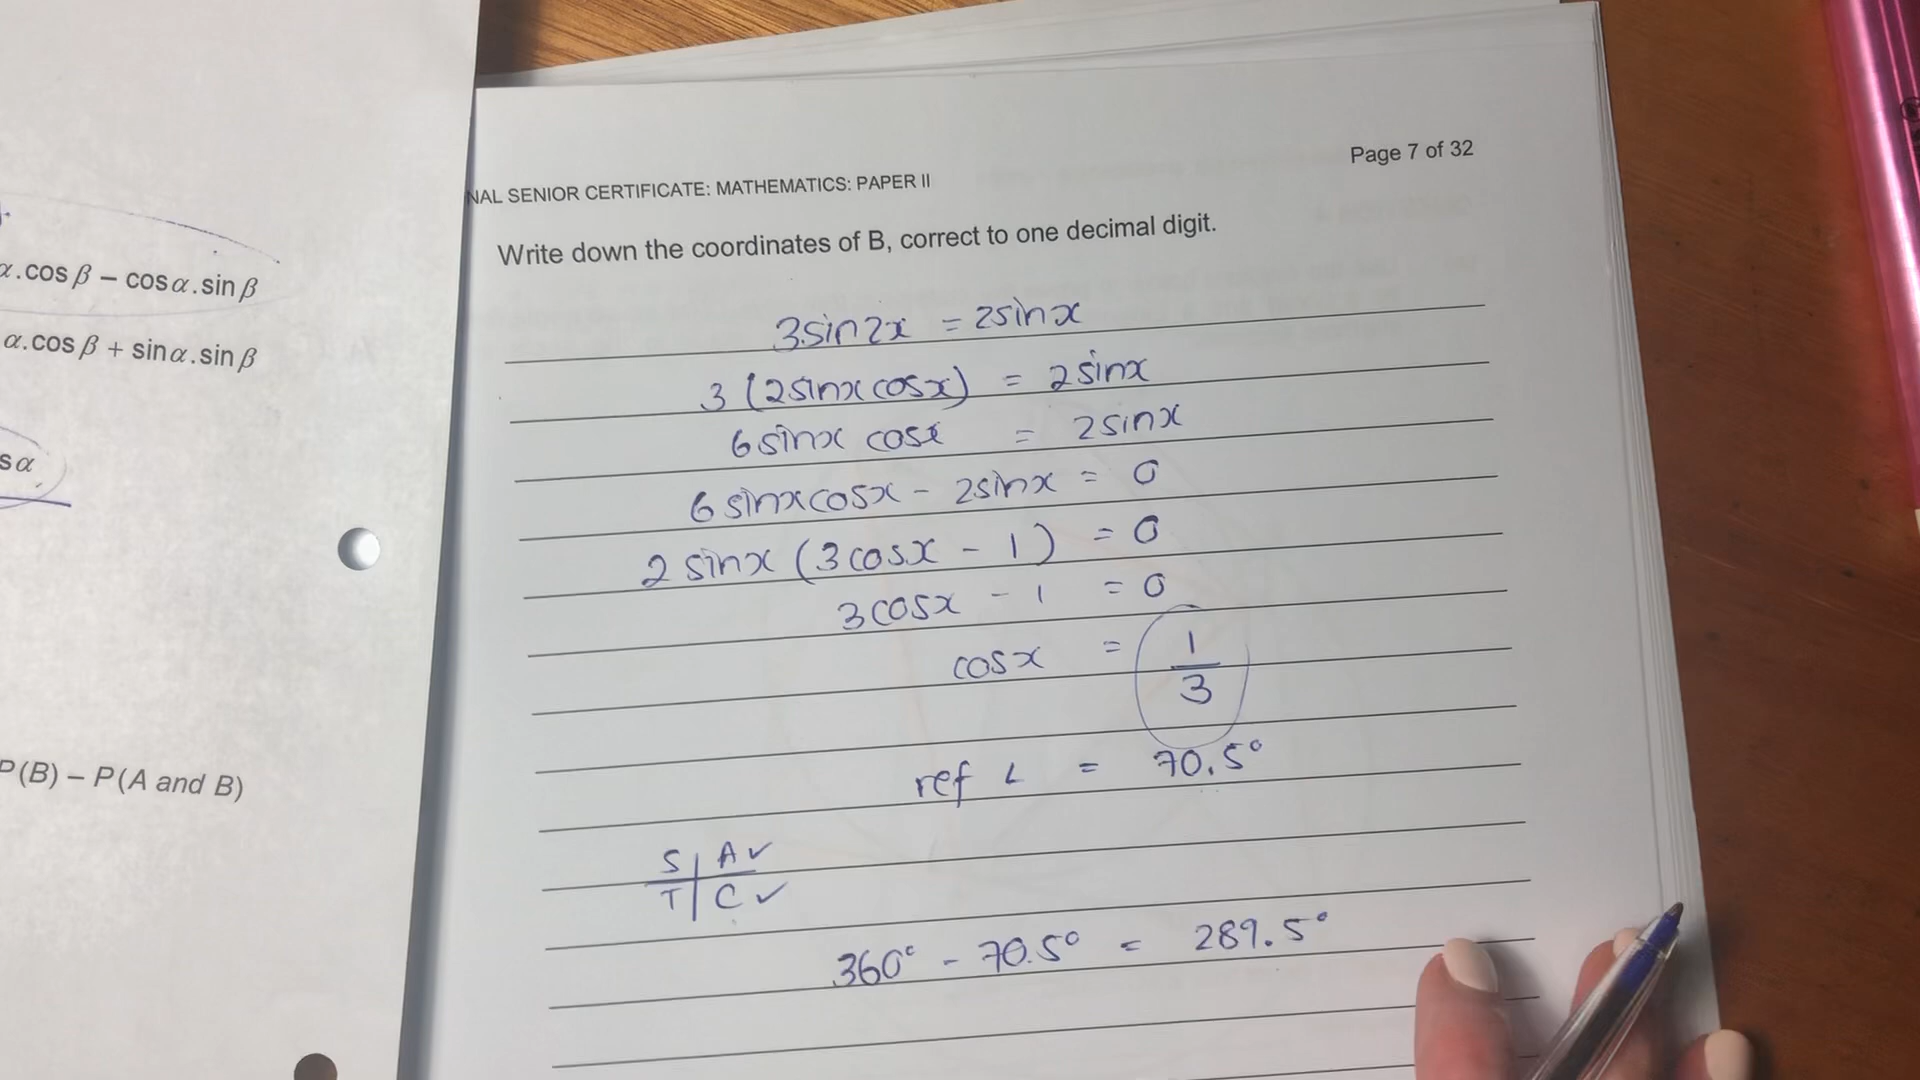 α.cos β – cos α.sin β
α.cos β + sin α.sin β
sα
P(B) – P(A and B)
NAL SENIOR CERTIFICATE: MATHEMATICS: PAPER II
Page 7 of 32
Write down the coordinates of B, correct to one decimal digit.
3sin2x = 2sinx
3 (2sinx cosx) = 2sinx
6sinx cosx = 2sinx
6sinxcosx - 2sinx = 0
2 sinx (3cosx - 1) = 0
3cosx - 1 = 0
cosx = 1/3
ref ∠ = 70.5°
S | A ✓
T | C ✓
360° - 70.5° = 289.5°